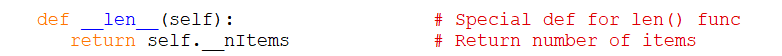 def __len__(self):                     # Special def for len() func
   return self.__nItems                # Return number of items